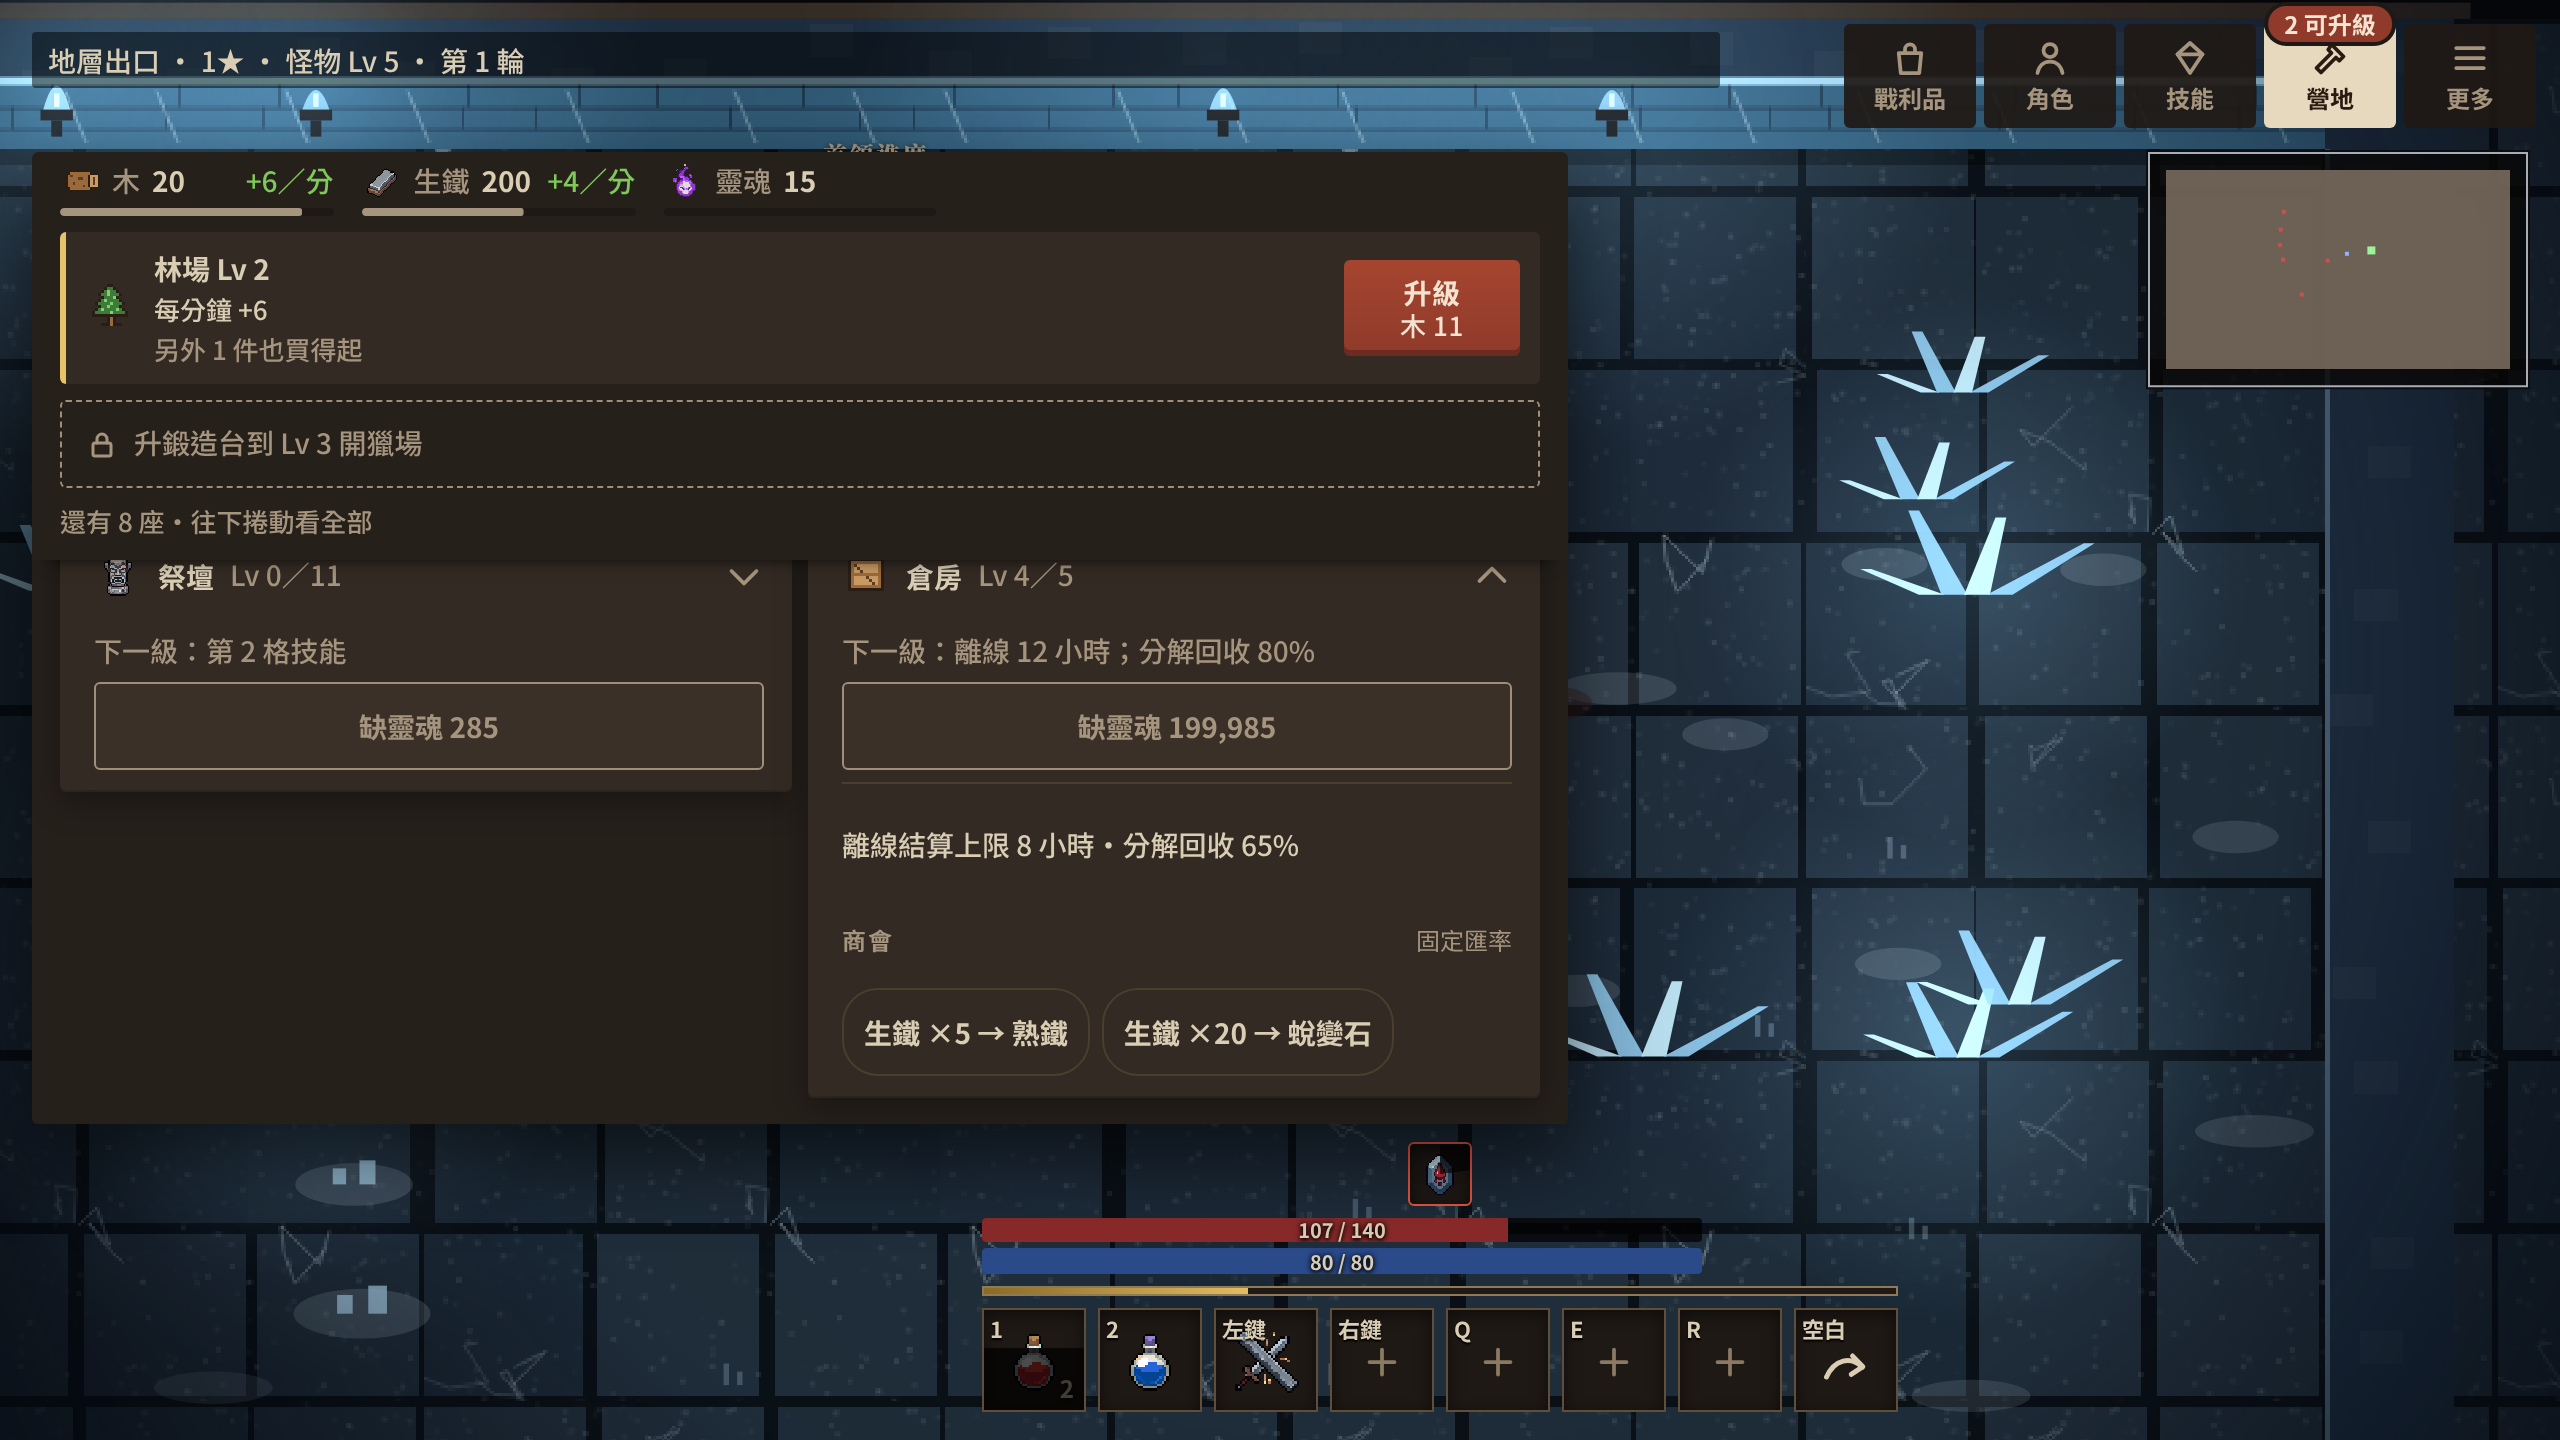 地層出口 • 1★ • 怪物 Lv 5 • 第 1 輪
戰利品
角色
技能
2 可升級
營地
更多
木 20 +6／分
生鐵 200 +4／分
靈魂 15
林場 Lv 2
每分鐘 +6
另外 1 件也買得起
升級
木 11
升鍛造台到 Lv 3 開獵場
還有 8 座・往下捲動看全部
祭壇 Lv 0／11
下一級：第 2 格技能
缺靈魂 285
倉房 Lv 4／5
下一級：離線 12 小時；分解回收 80%
缺靈魂 199,985
離線結算上限 8 小時・分解回收 65%
商會
固定匯率
生鐵 ×5 → 熟鐵
生鐵 ×20 → 蛻變石
107 / 140
80 / 80
1
2
2
左鍵
右鍵
Q
E
R
空白